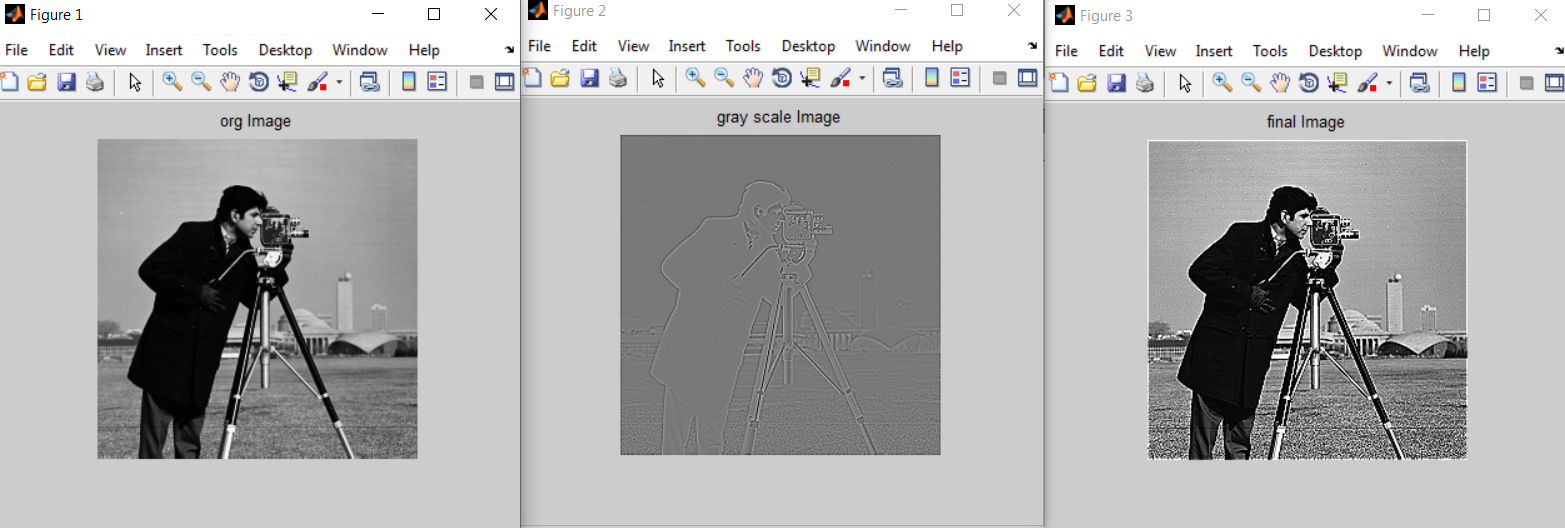 Figure 1
File Edit View Insert Tools Desktop Window Help
org Image
Figure 2
File Edit View Insert Tools Desktop Window Help
gray scale Image
Figure 3
File Edit View Insert Tools Desktop Window Help
final Image